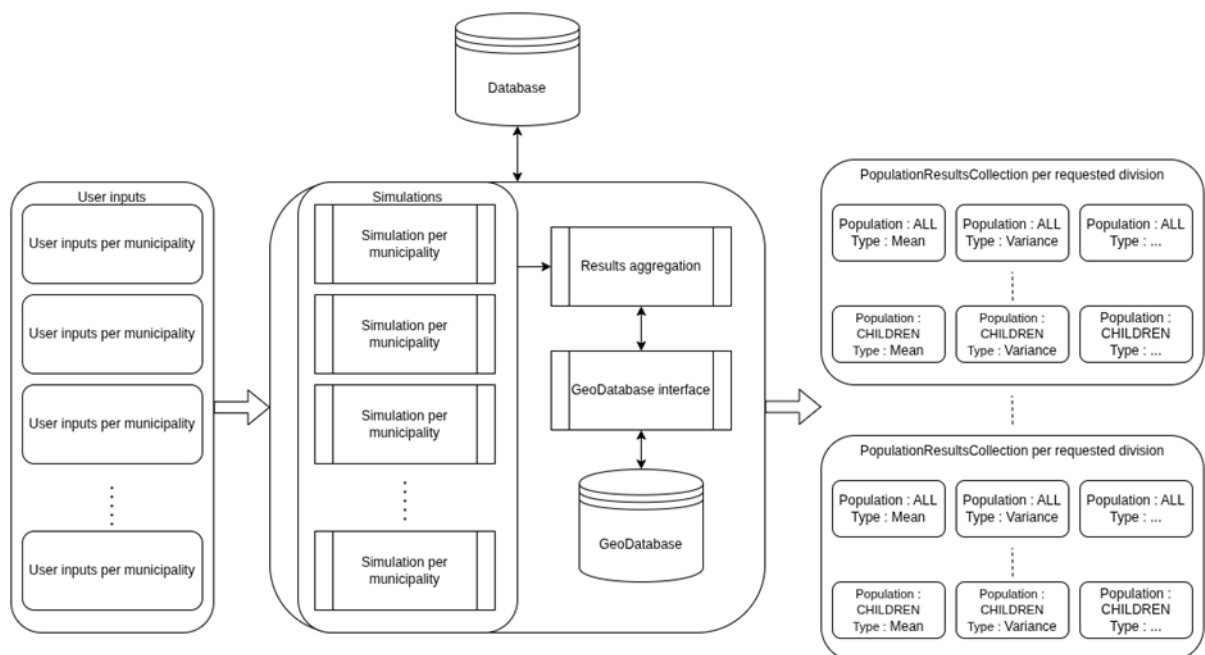 Database
User inputs
User inputs per municipality
User inputs per municipality
User inputs per municipality
User inputs per municipality
Simulations
Simulation per
municipality
Simulation per
municipality
Simulation per
municipality
Simulation per
municipality
Results aggregation
GeoDatabase interface
GeoDatabase
PopulationResultsCollection per requested division
Population : ALL
Type : Mean
Population : ALL
Type : Variance
Population : ALL
Type : ...
Population :
CHILDREN
Type : Mean
Population :
CHILDREN
Type : Variance
Population :
CHILDREN
Type : ...
PopulationResultsCollection per requested division
Population : ALL
Type : Mean
Population : ALL
Type : Variance
Population : ALL
Type : ...
Population :
CHILDREN
Type : Mean
Population :
CHILDREN
Type : Variance
Population :
CHILDREN
Type : ...